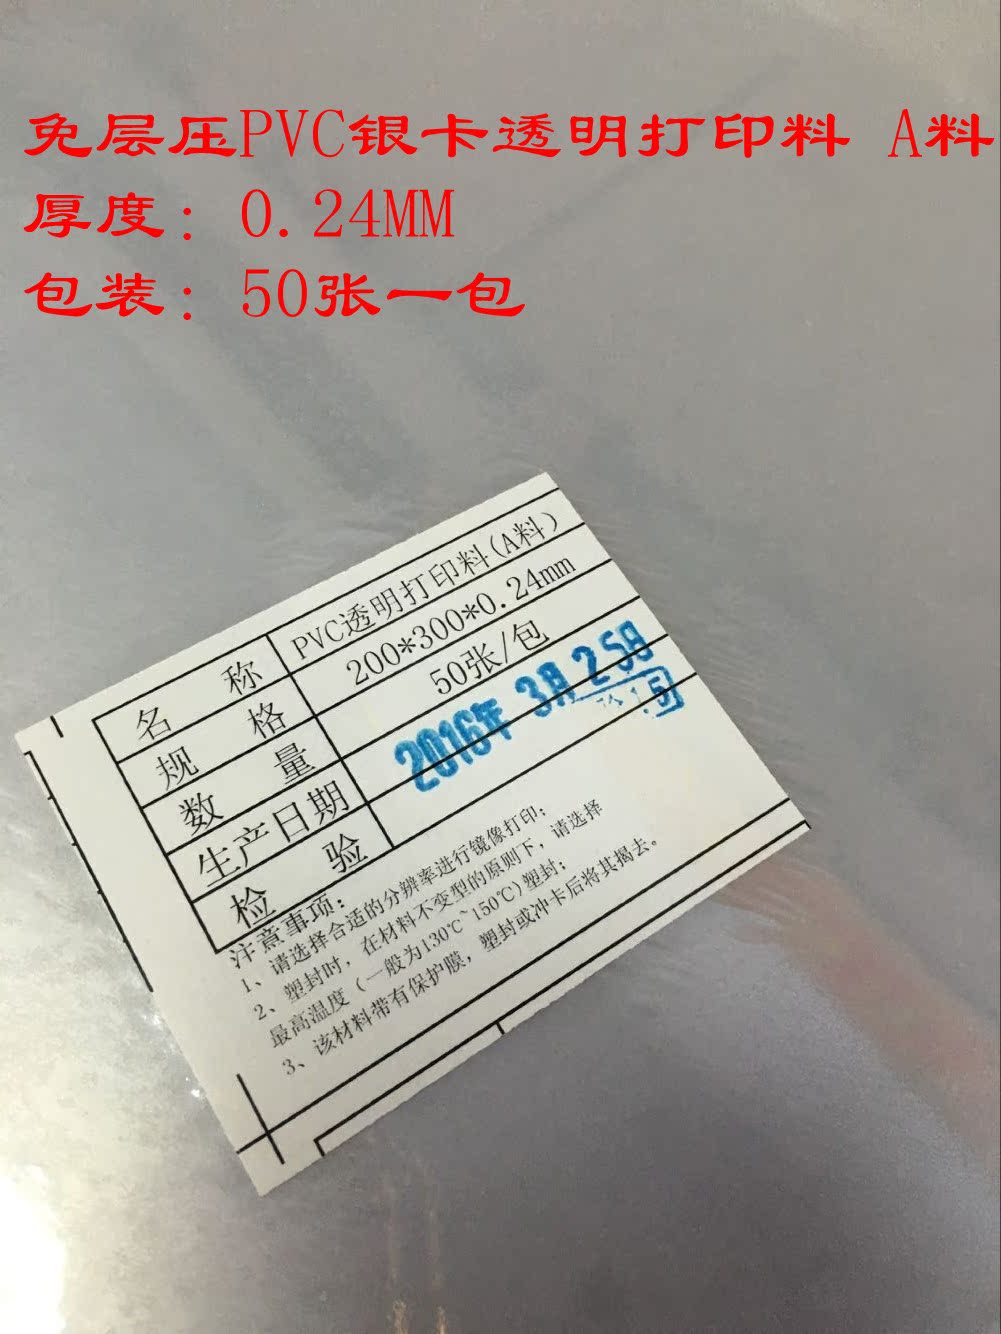 免层压PVC银卡透明打印料 A料
厚度: 0.24MM
包装: 50张一包
名 称 PVC透明打印料(A料)
规 格 200*300*0.24mm
数 量 50张/包
生产日期 2016年 3月 25日
检 验
注意事项:
1、请选择合适的分辨率进行镜像打印;
2、塑封时, 在材料不变型的原则下, 请选择
最高温度 (一般为130℃~150℃)塑封;
3、该材料带有保护膜, 塑封或冲卡后将其揭去。